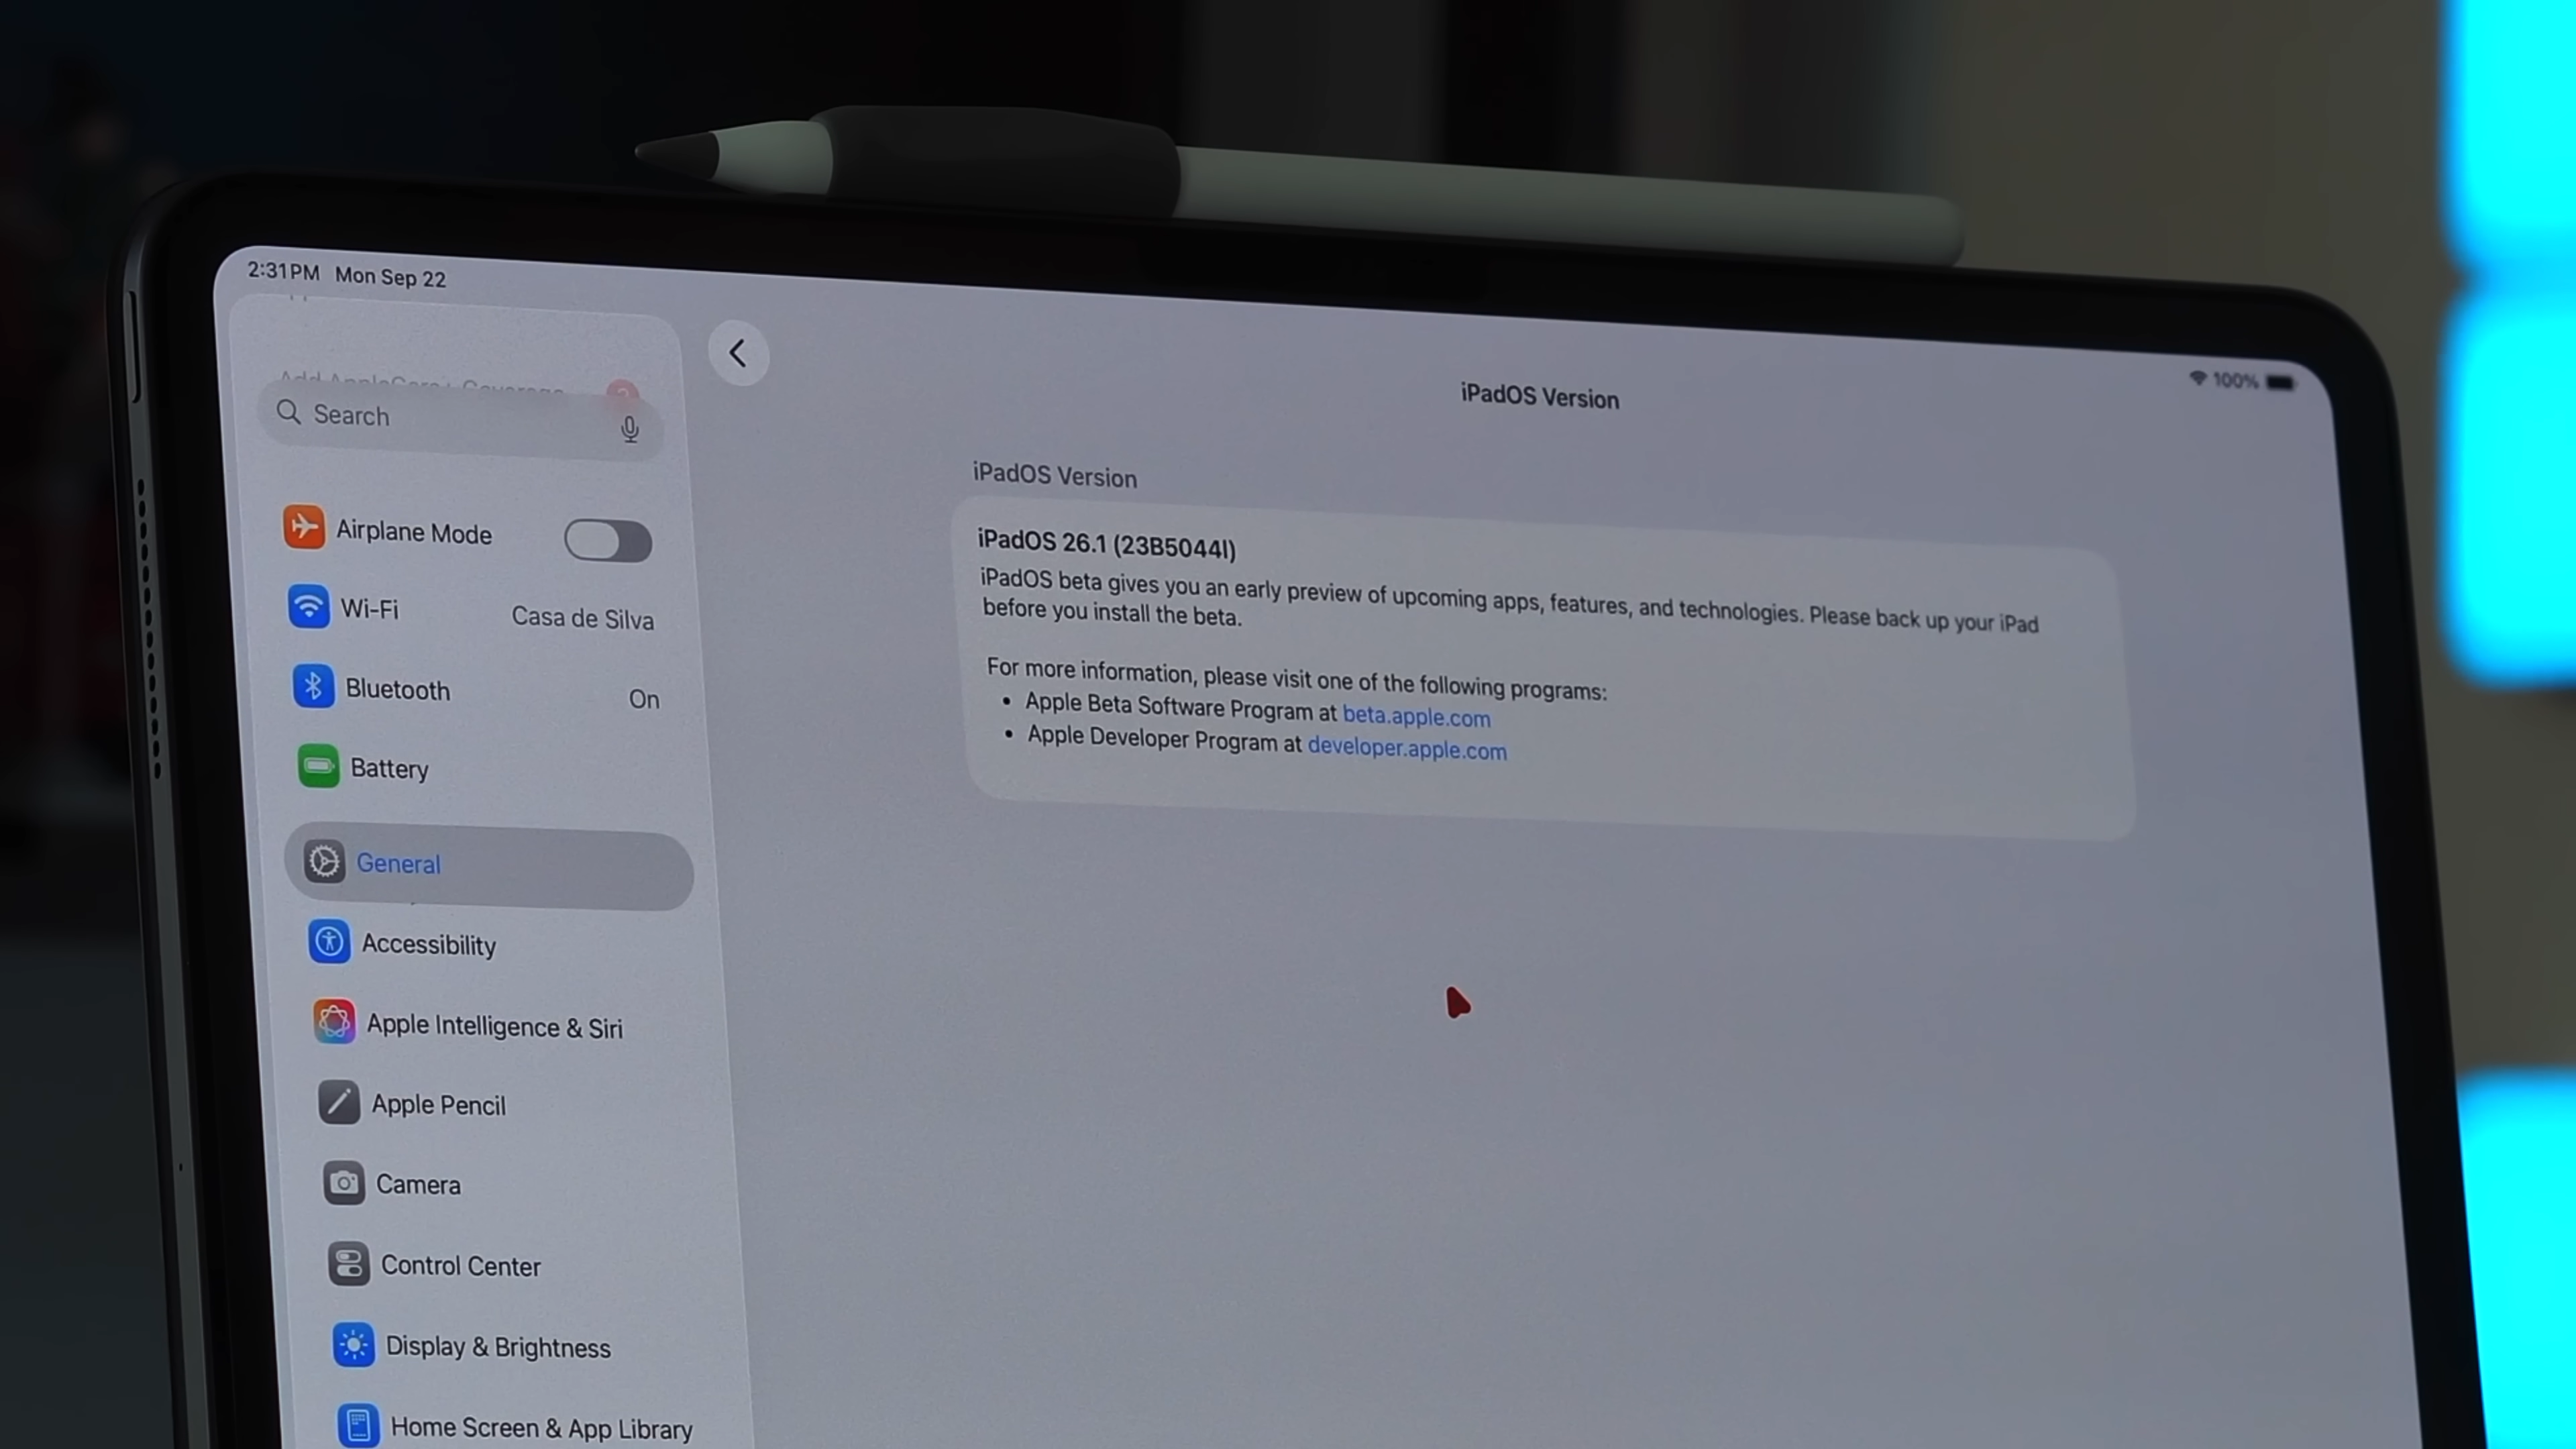 2:31 PM Mon Sep 22
100%
Search
Airplane Mode
Wi-Fi Casa de Silva
Bluetooth On
Battery
General
Accessibility
Apple Intelligence & Siri
Apple Pencil
Camera
Control Center
Display & Brightness
Home Screen & App Library
iPadOS Version
iPadOS Version
iPadOS 26.1 (23B5044l)
iPadOS beta gives you an early preview of upcoming apps, features, and technologies. Please back up your iPad
before you install the beta.
For more information, please visit one of the following programs:
• Apple Beta Software Program at beta.apple.com
• Apple Developer Program at developer.apple.com